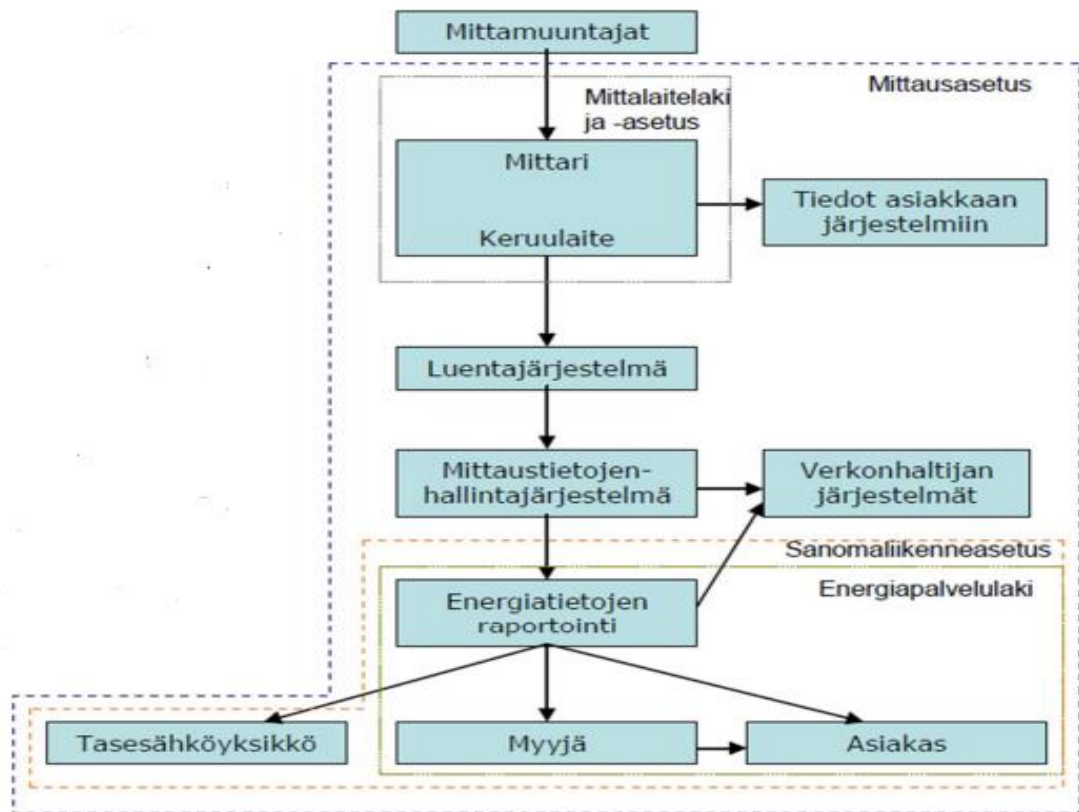 Mittamuuntajat
Mittausasetus
Mittalaitelaki
ja -asetus
Mittari
Keruulaite
Tiedot asiakkaan
järjestelmiin
Luentajärjestelmä
Mittaustietojen-
hallintajärjestelmä
Verkonhaltijan
järjestelmät
Sanomaliikenneasetus
Energiapalvelulaki
Energiatietojen
raportointi
Tasesähköyksikkö
Myyjä
Asiakas